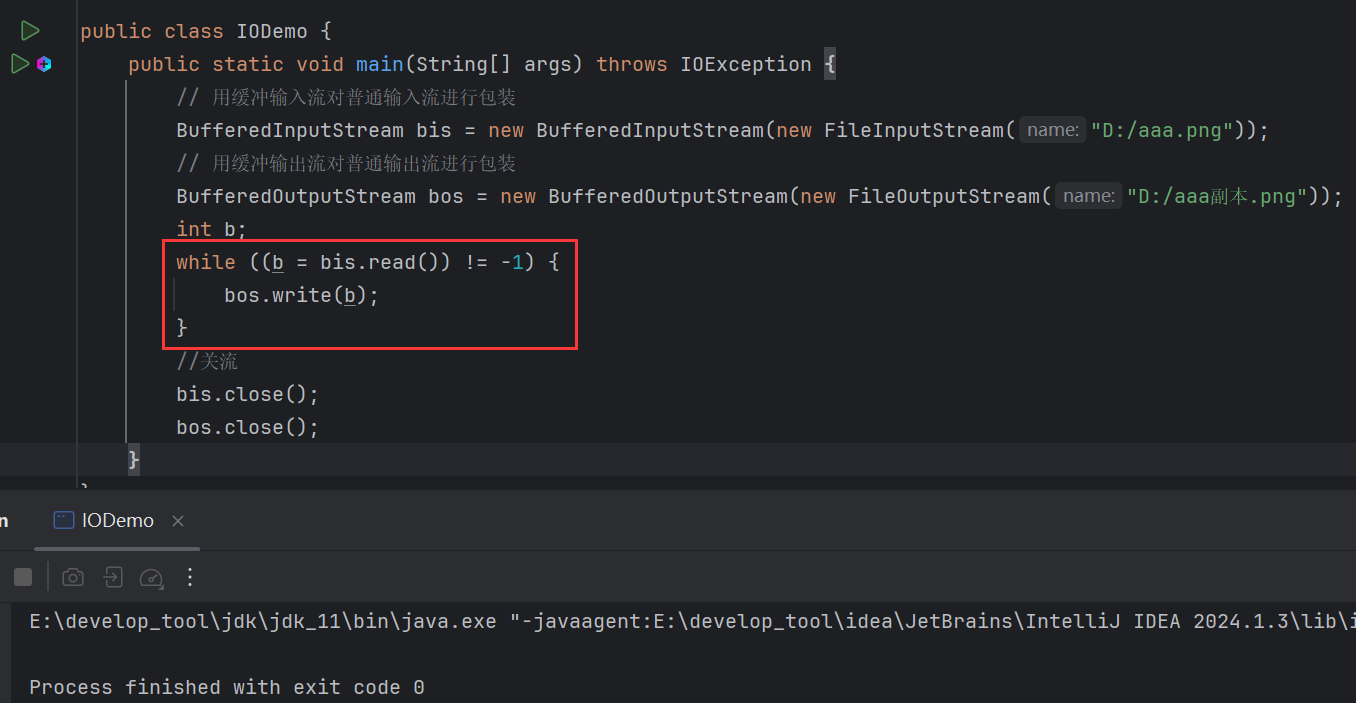 public class IODemo {
public static void main(String[] args) throws IOException {
// 用缓冲输入流对普通输入流进行包装
BufferedInputStream bis = new BufferedInputStream(new FileInputStream( name: "D:/aaa.png"));
// 用缓冲输出流对普通输出流进行包装
BufferedOutputStream bos = new BufferedOutputStream(new FileOutputStream( name: "D:/aaa副本.png"));
int b;
while ((b = bis.read()) != -1) {
bos.write(b);
}
//关流
bis.close();
bos.close();
}
}
n IODemo ×
E:\develop_tool\jdk\jdk_11\bin\java.exe "-javaagent:E:\develop_tool\idea\JetBrains\IntelliJ IDEA 2024.1.3\lib\i
Process finished with exit code 0